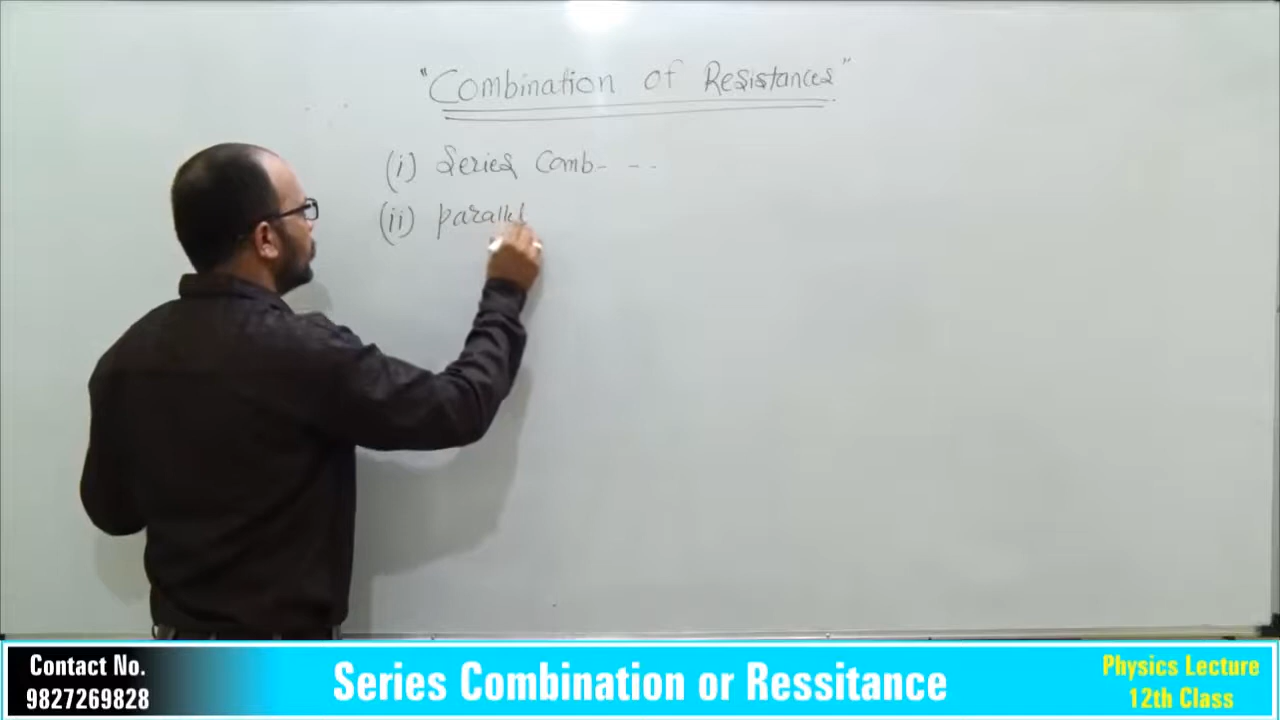 "Combination of Resistances"
(i) Series Comb- - -
(ii) parallel
Contact No.
9827269828
Series Combination or Ressitance
Physics Lecture
12th Class